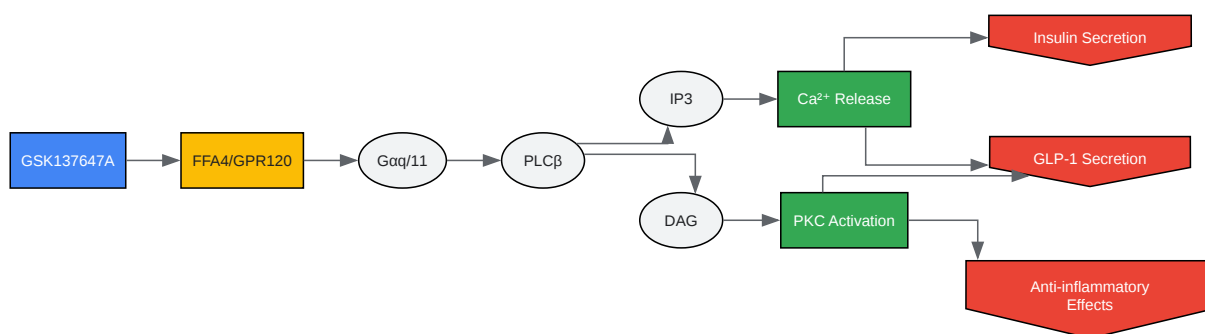 Insulin Secretion
IP3
Ca²⁺ Release
GSK137647A
FFA4/GPR120
Gαq/11
PLCβ
GLP-1 Secretion
DAG
PKC Activation
Anti-inflammatory
Effects